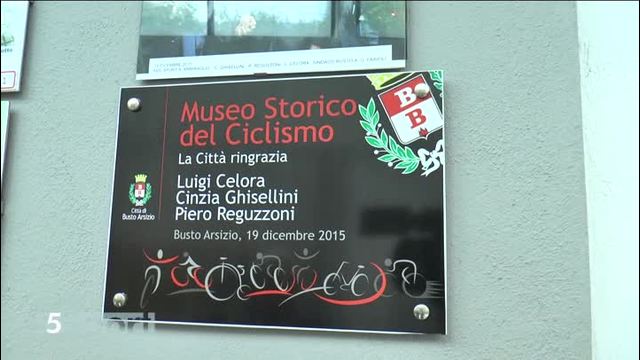 Museo Storico
del Ciclismo
La Città ringrazia
Luigi Celora
Cinzia Ghisellini
Piero Reguzzoni
Busto Arsizio, 19 dicembre 2015
B
B
Città di
Busto Arsizio
5